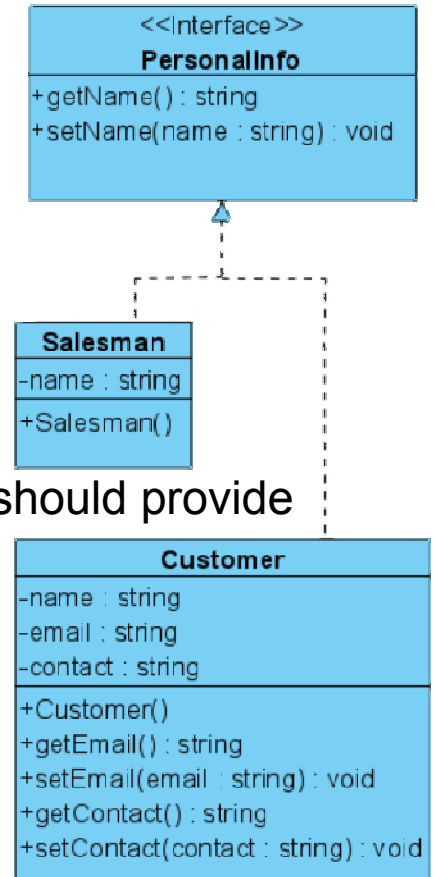 <<Interface>>
PersonalInfo
+getName() : string
+setName(name : string) : void
Salesman
-name : string
+Salesman()
should provide
Customer
-name : string
-email : string
-contact : string
+Customer()
+getEmail() : string
+setEmail(email : string) : void
+getContact() : string
+setContact(contact : string) : void